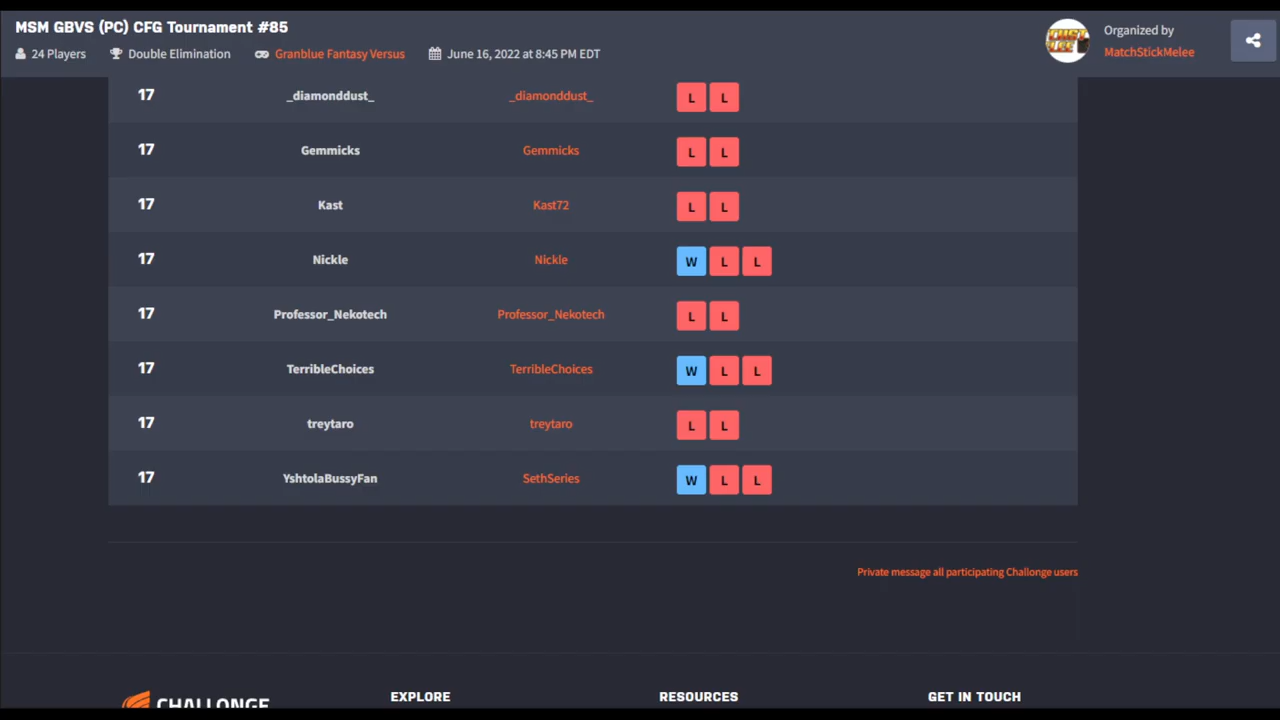 MSM GBVS (PC) CFG Tournament #85
24 Players Double Elimination Granblue Fantasy Versus June 16, 2022 at 8:45 PM EDT
Organized by
MatchStickMelee
17 _diamonddust_ _diamonddust_ L L
17 Gemmicks Gemmicks L L
17 Kast Kast72 L L
17 Nickle Nickle W L L
17 Professor_Nekotech Professor_Nekotech L L
17 TerribleChoices TerribleChoices W L L
17 treytaro treytaro L L
17 YshtolaBussyFan SethSeries W L L
Private message all participating Challonge users
CHALLONGE EXPLORE RESOURCES GET IN TOUCH